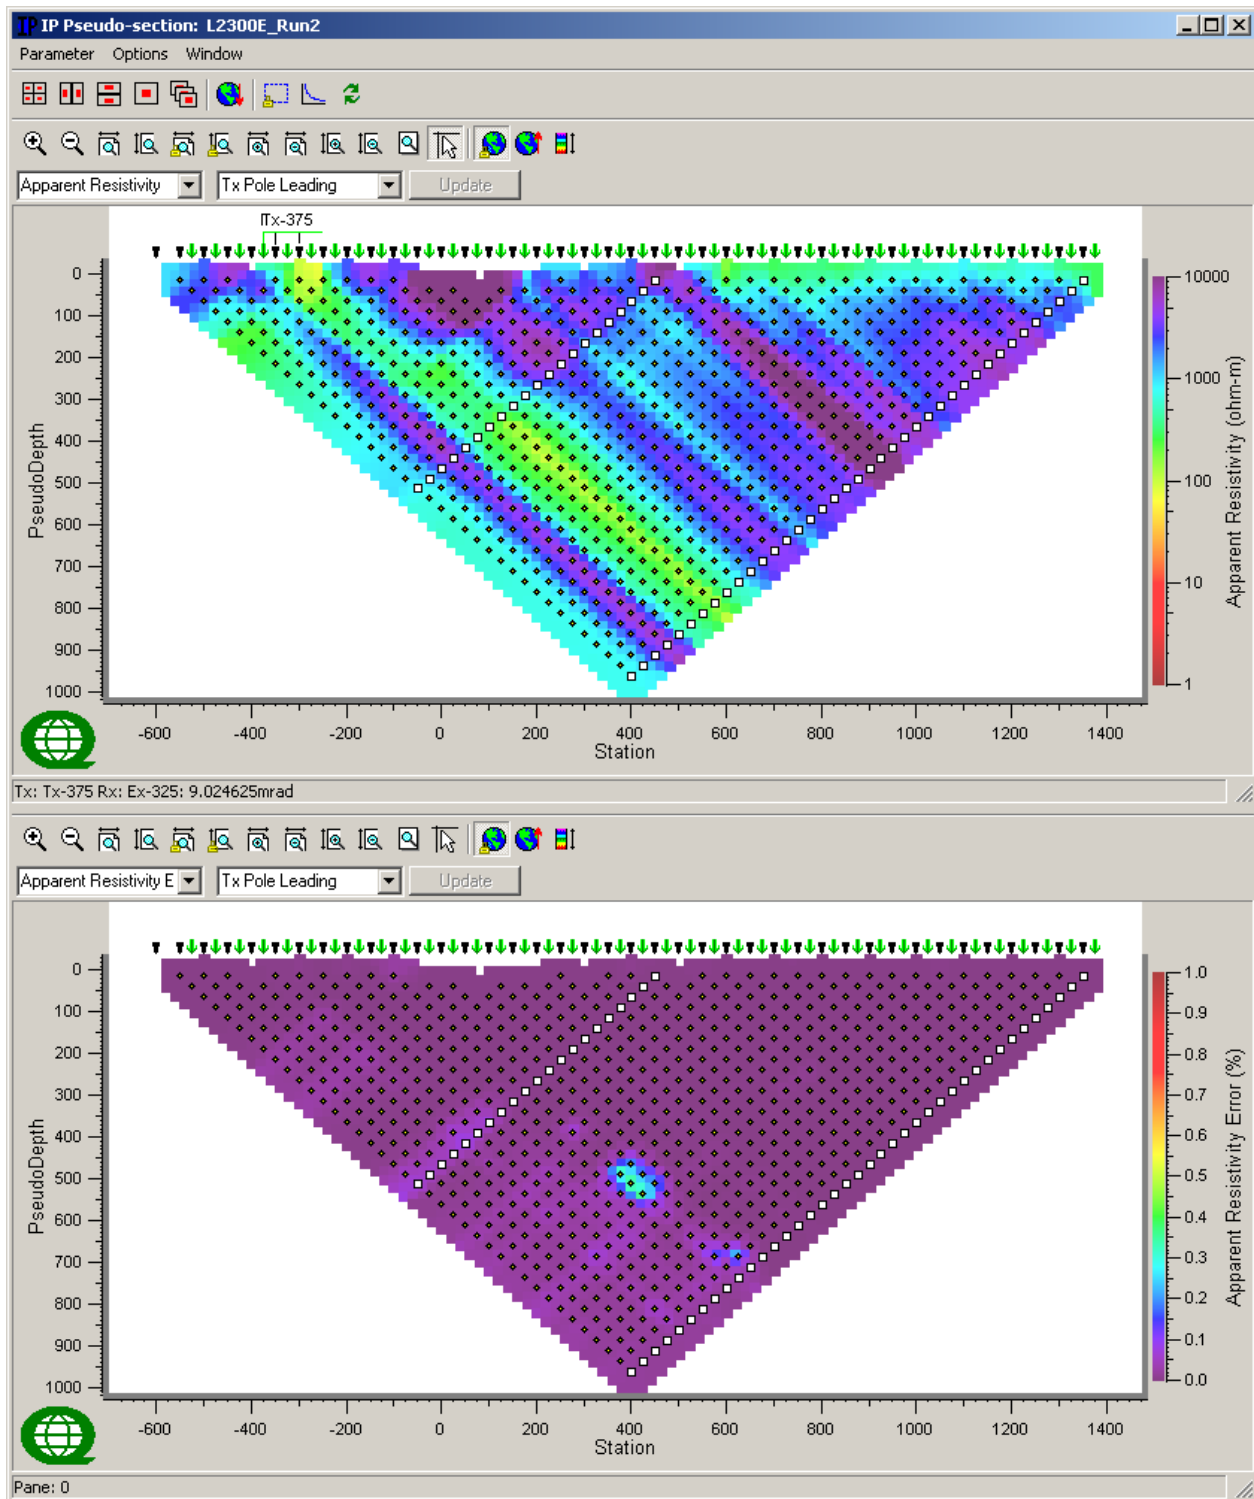 IP IP Pseudo-section: L2300E_Run2
Parameter Options Window
Apparent Resistivity Tx Pole Leading Update
Tx-375
0
100
200
300
400
500
600
700
800
900
1000
PseudoDepth
-600 -400 -200 0 200 400 600 800 1000 1200 1400
Station
10000
1000
100
10
1
Apparent Resistivity (ohm-m)
Tx: Tx-375 Rx: Ex-325: 9.024625mrad
Apparent Resistivity E Tx Pole Leading Update
0
100
200
300
400
500
600
700
800
900
1000
PseudoDepth
-600 -400 -200 0 200 400 600 800 1000 1200 1400
Station
1.0
0.9
0.8
0.7
0.6
0.5
0.4
0.3
0.2
0.1
0.0
Apparent Resistivity Error (%)
Pane: 0